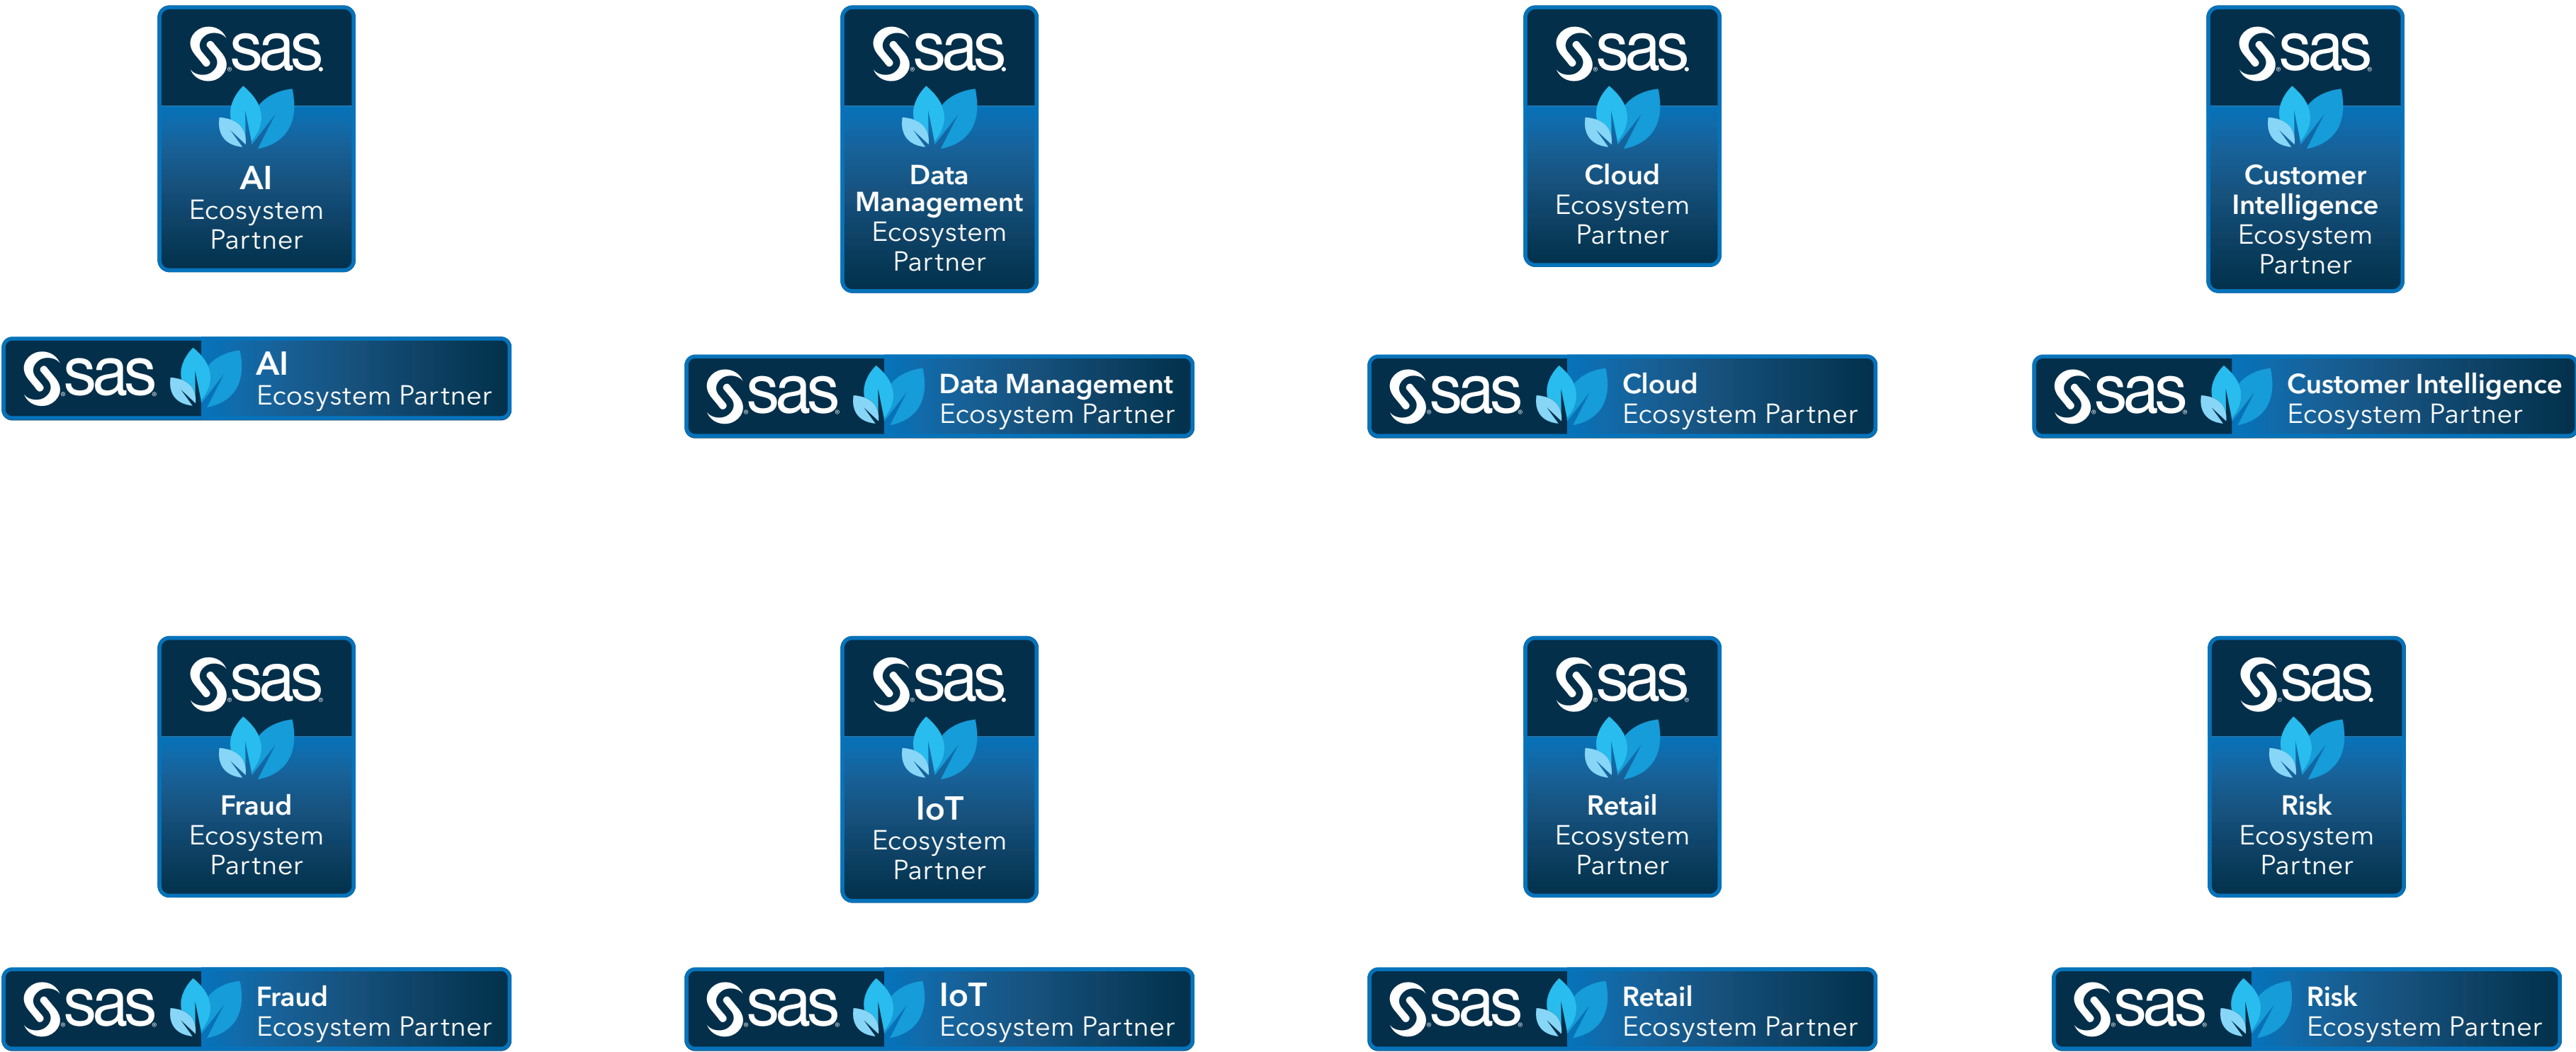 sas
AI
Ecosystem
Partner
sas
Data
Management
Ecosystem
Partner
sas
Cloud
Ecosystem
Partner
sas
Customer
Intelligence
Ecosystem
Partner
sas
AI
Ecosystem Partner
sas
Data Management
Ecosystem Partner
sas
Cloud
Ecosystem Partner
sas
Customer Intelligence
Ecosystem Partner
sas
Fraud
Ecosystem
Partner
sas
IoT
Ecosystem
Partner
sas
Retail
Ecosystem
Partner
sas
Risk
Ecosystem
Partner
sas
Fraud
Ecosystem Partner
sas
IoT
Ecosystem Partner
sas
Retail
Ecosystem Partner
sas
Risk
Ecosystem Partner